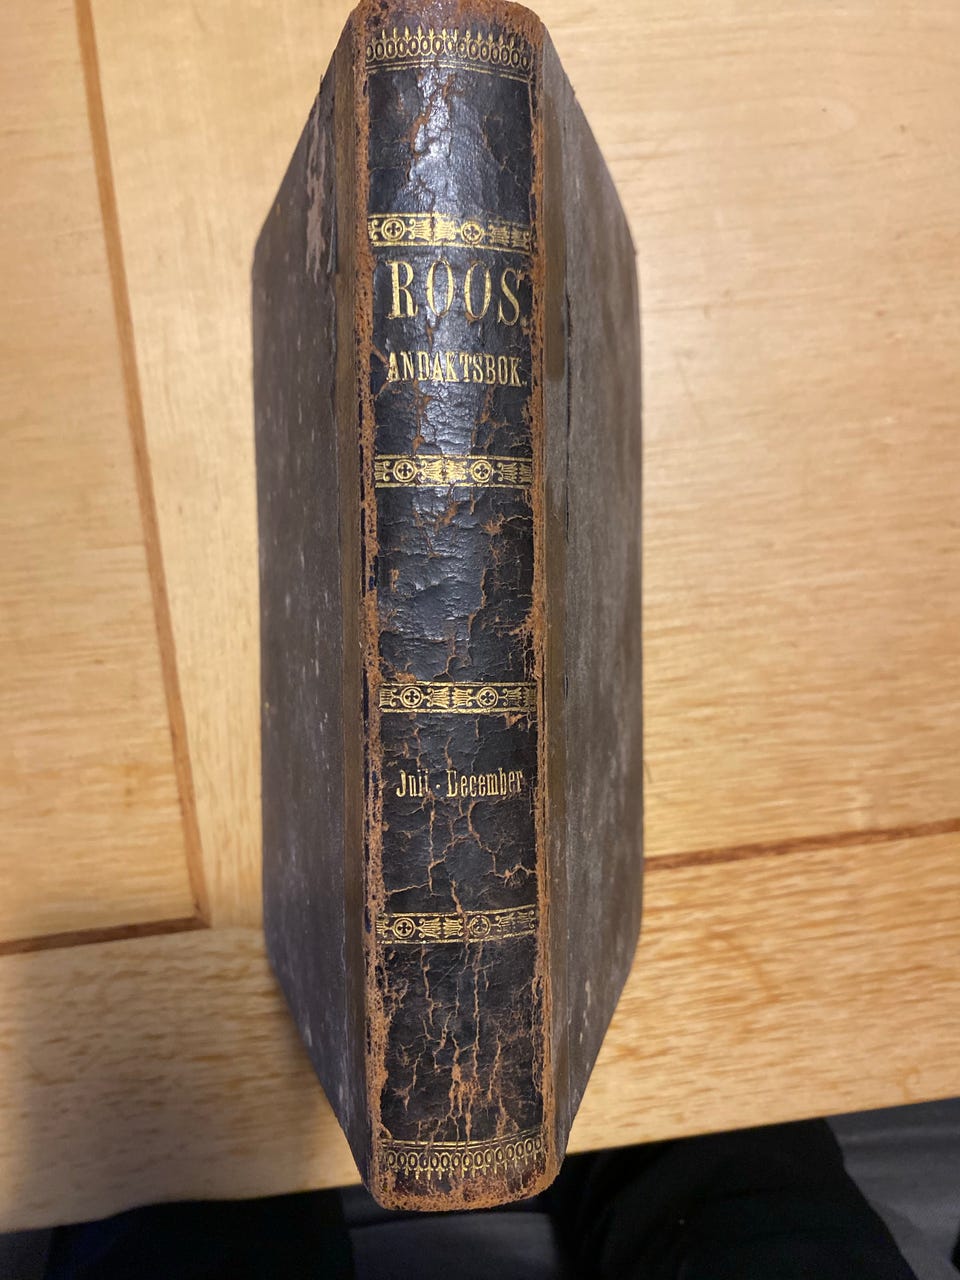 ROOS.
ANDAKTSBOK.
Juli - December